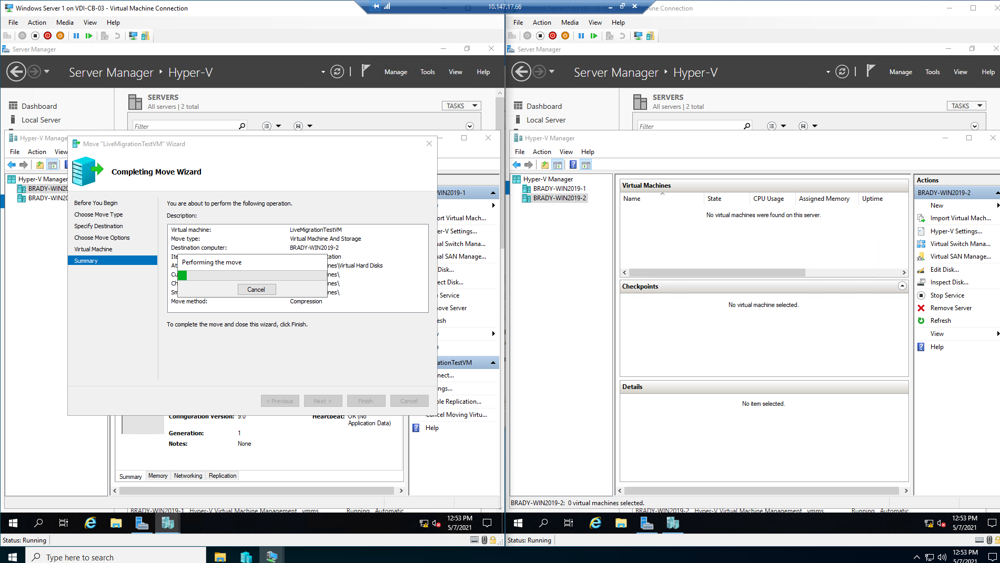 Windows Server 1 on VDI-CB-03 - Virtual Machine Connection
10.147.17.66
Windows Server 2 on VDI-CB-03 - Virtual Machine Connection
File Action Media View Help
File Action Media View Help
Server Manager
Server Manager
Server Manager Hyper-V
Manage Tools View Help
Server Manager Hyper-V
Manage Tools View Help
Dashboard
Local Server
SERVERS
All servers | 2 total
TASKS
Filter
Dashboard
Local Server
SERVERS
All servers | 2 total
TASKS
Filter
Hyper-V Manage
File Action View
Hyper-V Manager
BRADY-WIN20
BRADY-WIN20
Move "LiveMigrationTestVM" Wizard
Completing Move Wizard
Before You Begin
Choose Move Type
Specify Destination
Choose Move Options
Virtual Machine
Summary
You are about to perform the following operation.
Description:
Virtual machine: LiveMigrationTestVM
Move type: Virtual Machine And Storage
Destination computer: BRADY-WIN2019-2
Ite tation
At nes\Virtual Hard Disks
Cu nes\
Ch nes\
Sm nes\
Move method: Compression
Performing the move
Cancel
To complete the move and close this wizard, click Finish.
< Previous Next > Finish Cancel
WIN2019-1
ort Virtual Mach...
er-V Settings...
al Switch Mana...
al SAN Manage...
Disk...
ect Disk...
Service
ove Server
esh
ationTestVM
nect...
ngs...
le Replication...
Cancel Moving Virtu...
Help
Configuration Version: 9.0
Heartbeat: OK (No Application Data)
Generation: 1
Notes: None
Summary Memory Networking Replication
BRADY-WIN2019-1 Hyper-V Virtual Machine Management vmms Running Automatic
Hyper-V Manager
File Action View Help
Hyper-V Manager
BRADY-WIN2019-1
BRADY-WIN2019-2
Virtual Machines
Name State CPU Usage Assigned Memory Uptime
No virtual machines were found on this server.
Checkpoints
No virtual machine selected.
Details
No item selected.
Actions
BRADY-WIN2019-2
New
Import Virtual Mach...
Hyper-V Settings...
Virtual Switch Mana...
Virtual SAN Manage...
Edit Disk...
Inspect Disk...
Stop Service
Remove Server
Refresh
View
Help
BRADY-WIN2019-2: 0 virtual machines selected.
BRADY-WIN2019-2 Hyper-V Virtual Machine Management vmms Running Automatic
12:53 PM
5/7/2021
12:53 PM
5/7/2021
Status: Running
Status: Running
Type here to search
12:53 PM
5/7/2021